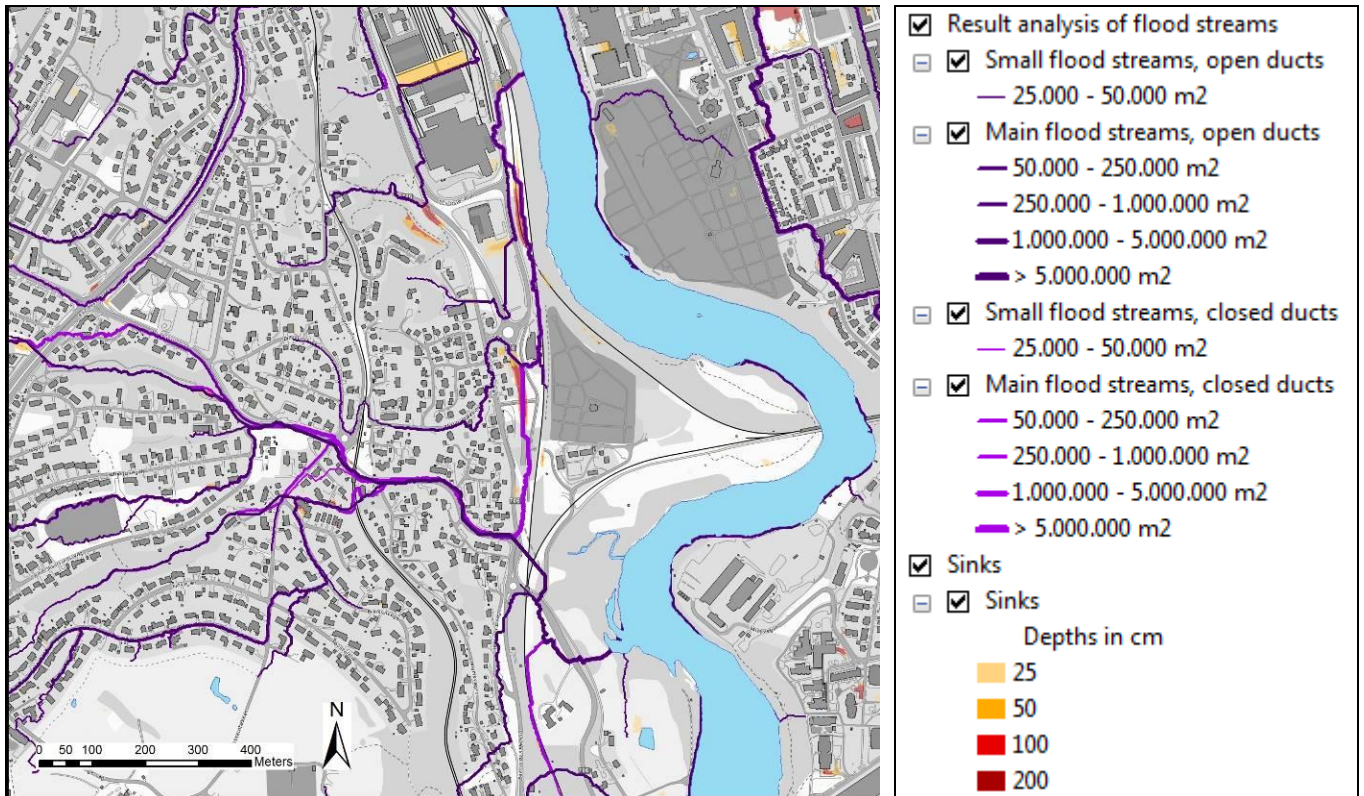 N
0 50 100 200 300 400
Meters
Result analysis of flood streams
Small flood streams, open ducts
25.000 - 50.000 m2
Main flood streams, open ducts
50.000 - 250.000 m2
250.000 - 1.000.000 m2
1.000.000 - 5.000.000 m2
> 5.000.000 m2
Small flood streams, closed ducts
25.000 - 50.000 m2
Main flood streams, closed ducts
50.000 - 250.000 m2
250.000 - 1.000.000 m2
1.000.000 - 5.000.000 m2
> 5.000.000 m2
Sinks
Sinks
Depths in cm
25
50
100
200